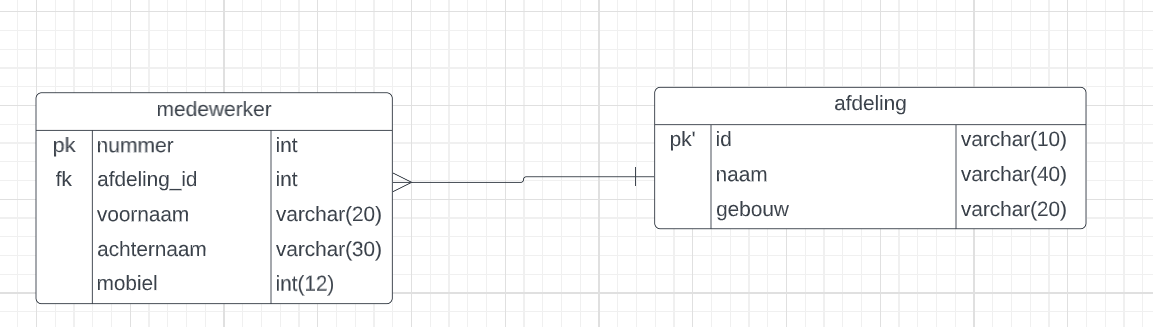 medewerker
pk nummer int
fk afdeling_id int
voornaam varchar(20)
achternaam varchar(30)
mobiel int(12)
afdeling
pk' id varchar(10)
naam varchar(40)
gebouw varchar(20)